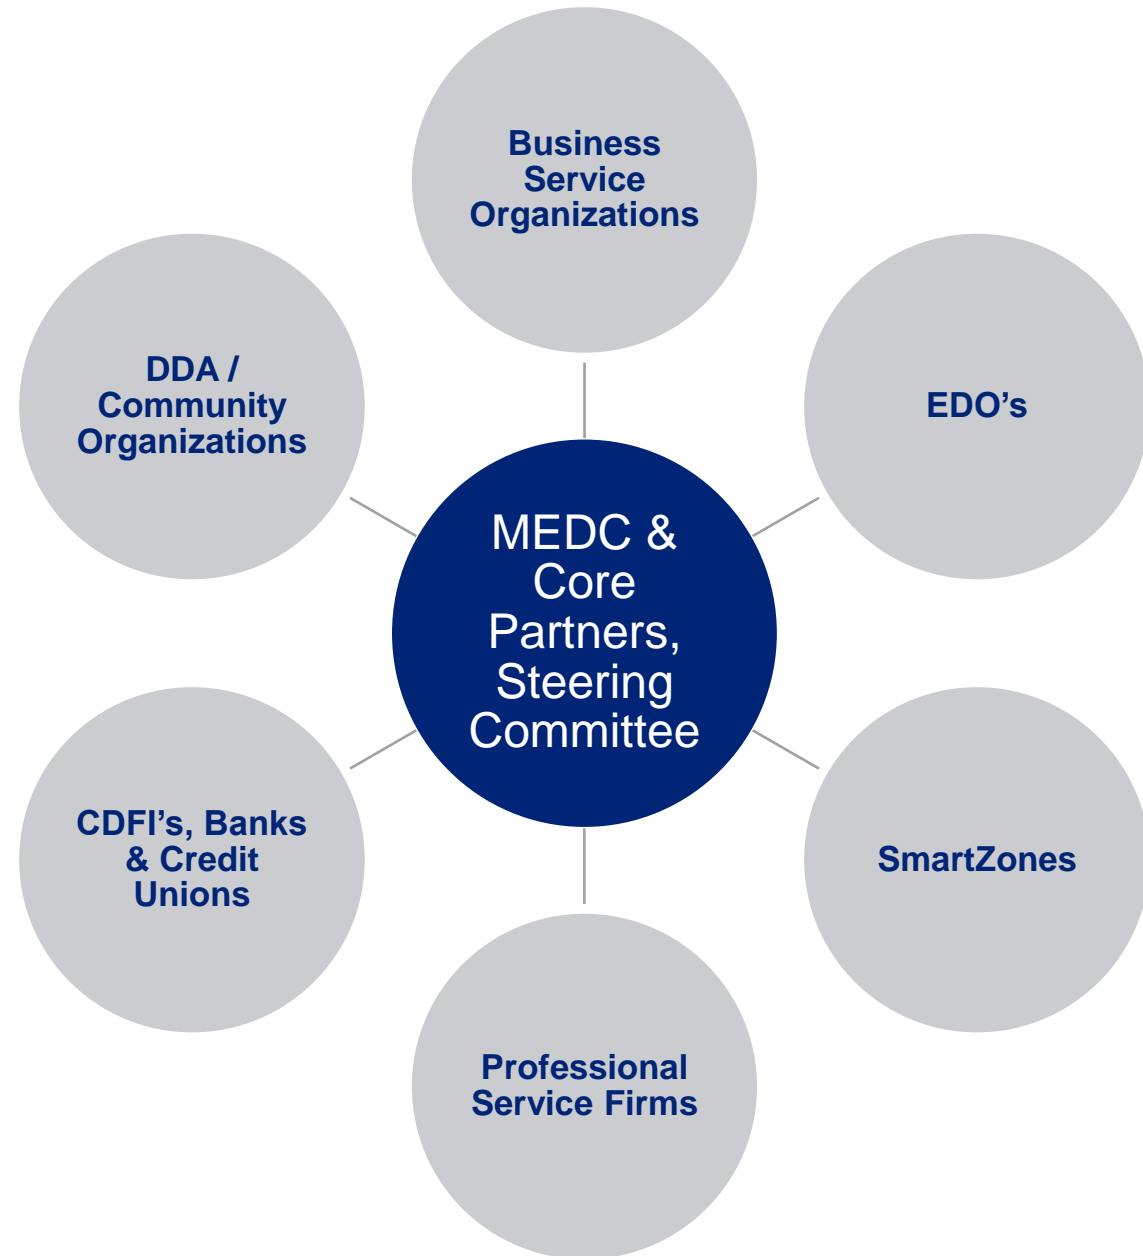 Business
Service
Organizations
DDA /
Community
Organizations
EDO’s
MEDC &
Core
Partners,
Steering
Committee
CDFI’s, Banks
& Credit
Unions
SmartZones
Professional
Service Firms